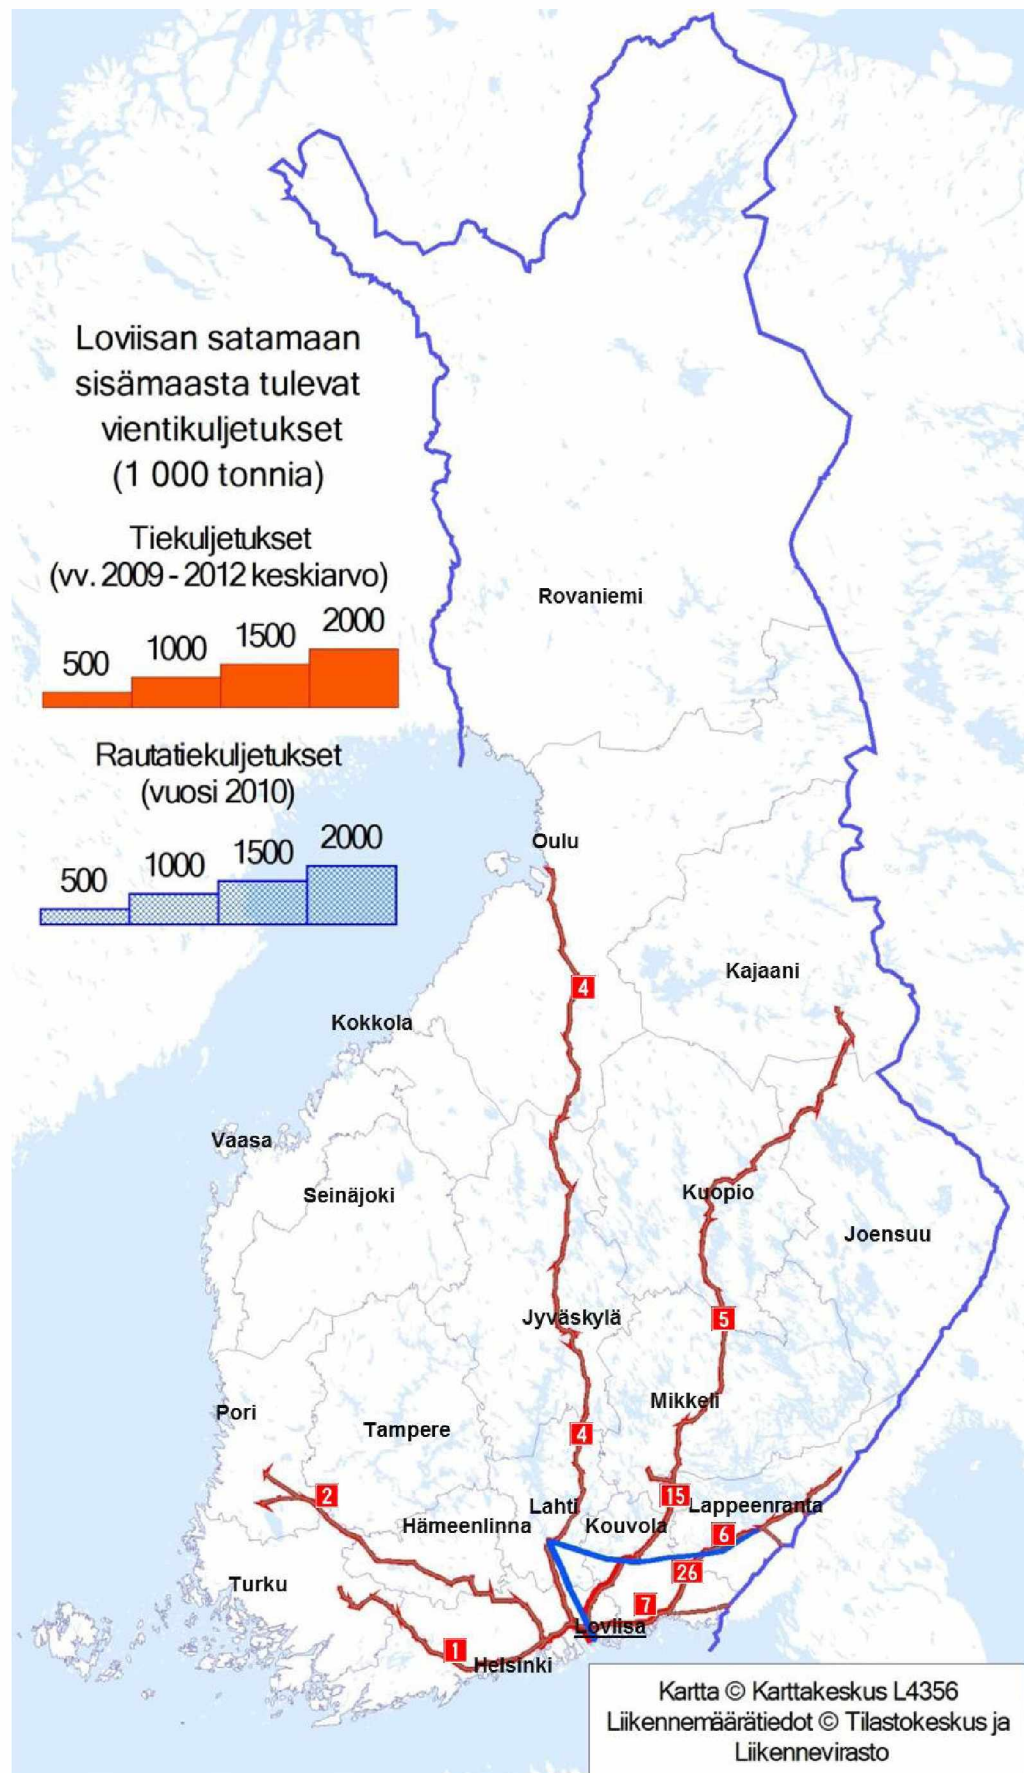 Loviisan satamaan
sisämaasta tulevat
vientikuljetukset
(1 000 tonnia)
Tiekuljetukset
(vv. 2009 - 2012 keskiarvo)
500
1000
1500
2000
Rautatiekuljetukset
(vuosi 2010)
500
1000
1500
2000
Rovaniemi
Oulu
4
Kajaani
Kokkola
Vaasa
Seinäjoki
Kuopio
Joensuu
Jyväskylä
5
Mikkeli
Pori
Tampere
4
2
15
Lappeenranta
Lahti
Hämeenlinna
Kouvola
6
26
Turku
7
Loviisa
1
Helsinki
Kartta © Karttakeskus L4356
Liikennemäärätiedot © Tilastokeskus ja
Liikennevirasto